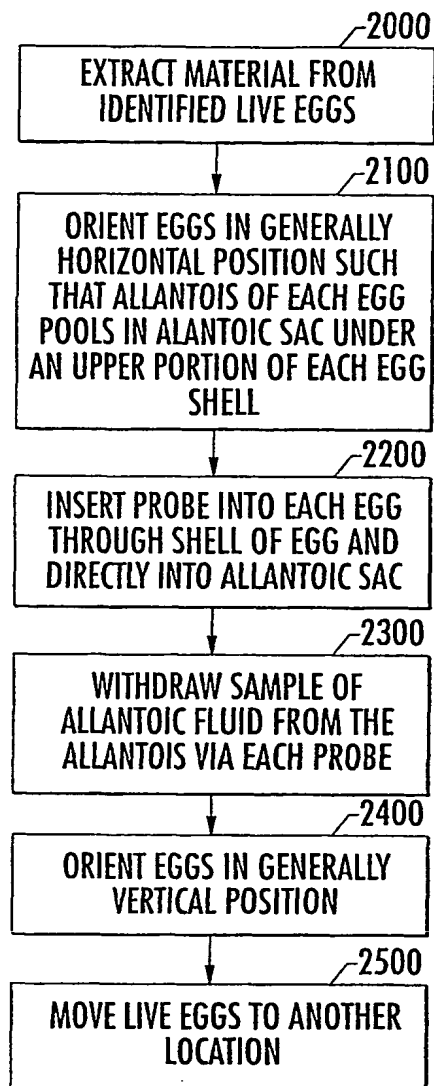 2000
EXTRACT MATERIAL FROM
IDENTIFIED LIVE EGGS
2100
ORIENT EGGS IN GENERALLY
HORIZONTAL POSITION SUCH
THAT ALLANTOIS OF EACH EGG
POOLS IN ALANTOIC SAC UNDER
AN UPPER PORTION OF EACH EGG
SHELL
2200
INSERT PROBE INTO EACH EGG
THROUGH SHELL OF EGG AND
DIRECTLY INTO ALLANTOIC SAC
2300
WITHDRAW SAMPLE OF
ALLANTOIC FLUID FROM THE
ALLANTOIS VIA EACH PROBE
2400
ORIENT EGGS IN GENERALLY
VERTICAL POSITION
2500
MOVE LIVE EGGS TO ANOTHER
LOCATION